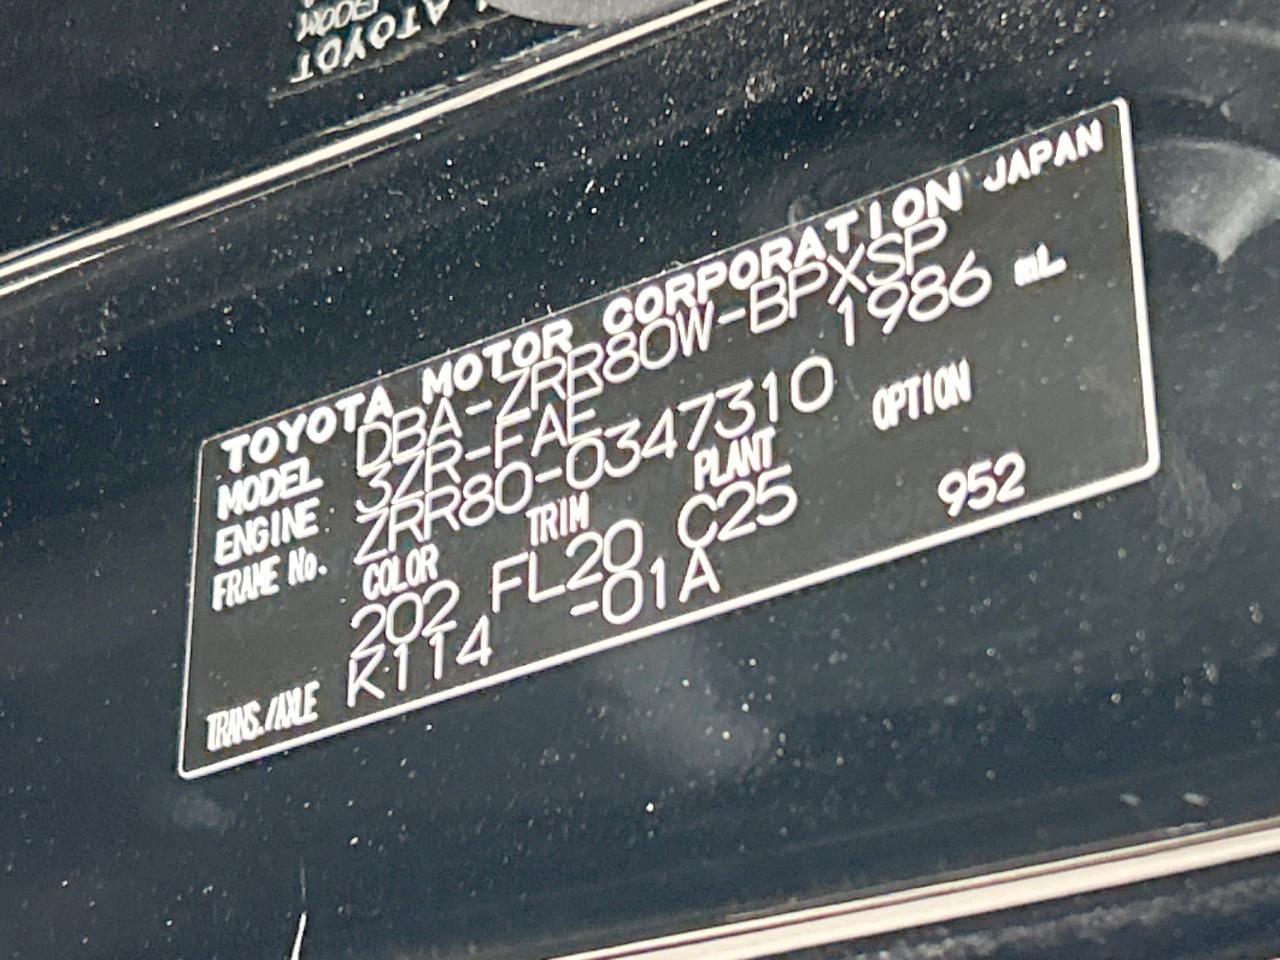 TOYOTA MOTOR CORPORATION JAPAN
MODEL DBA-ZRR80W-BPXSP
ENGINE 3ZR-FAE 1986 mL
FRAME No. ZRR80-0347310
COLOR TRIM PLANT OPTION
202 FL20 C25 952
TRANS./AXLE K114 -01A